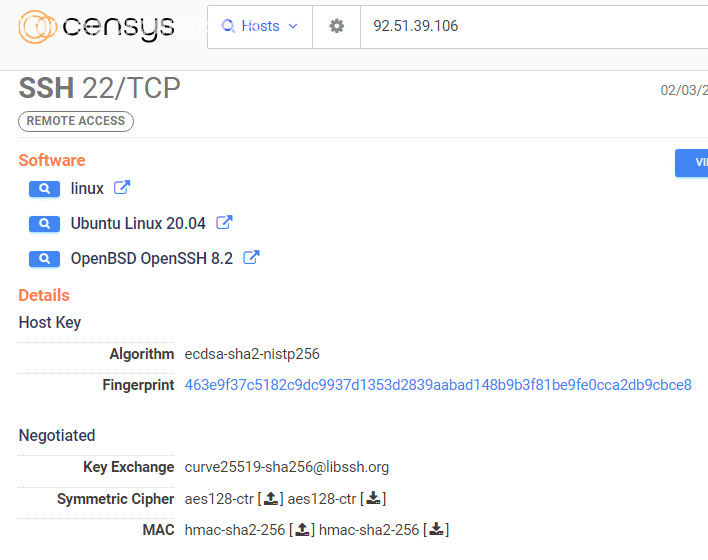 censys
Hosts
92.51.39.106
SSH 22/TCP
02/03/2
REMOTE ACCESS
Software
VI
linux
Ubuntu Linux 20.04
OpenBSD OpenSSH 8.2
Details
Host Key
Algorithm ecdsa-sha2-nistp256
Fingerprint 463e9f37c5182c9dc9937d1353d2839aabad148b9b3f81be9fe0cca2db9cbce8
Negotiated
Key Exchange curve25519-sha256@libssh.org
Symmetric Cipher aes128-ctr [] aes128-ctr []
MAC hmac-sha2-256 [] hmac-sha2-256 []